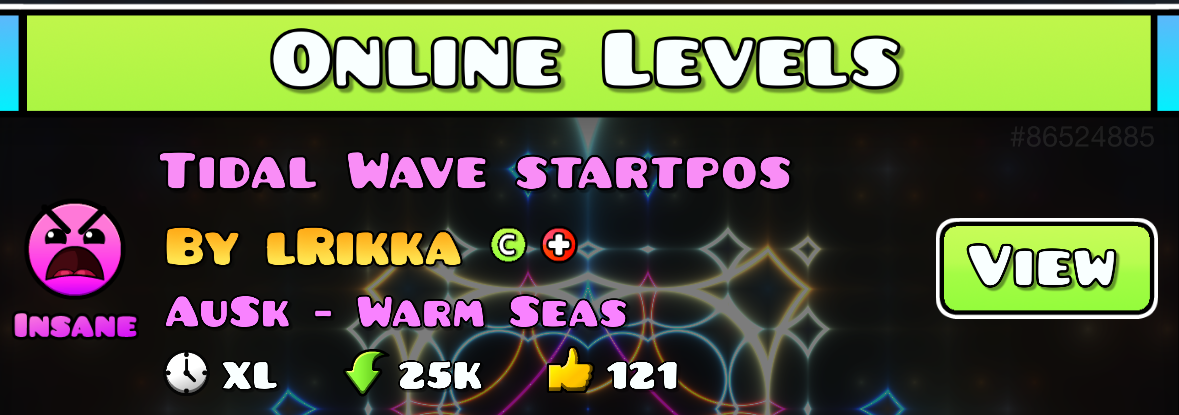 Online Levels
#86524885
Tidal Wave startpos
By lRikka C
View
Insane
AuSk - Warm Seas
XL 25K 121